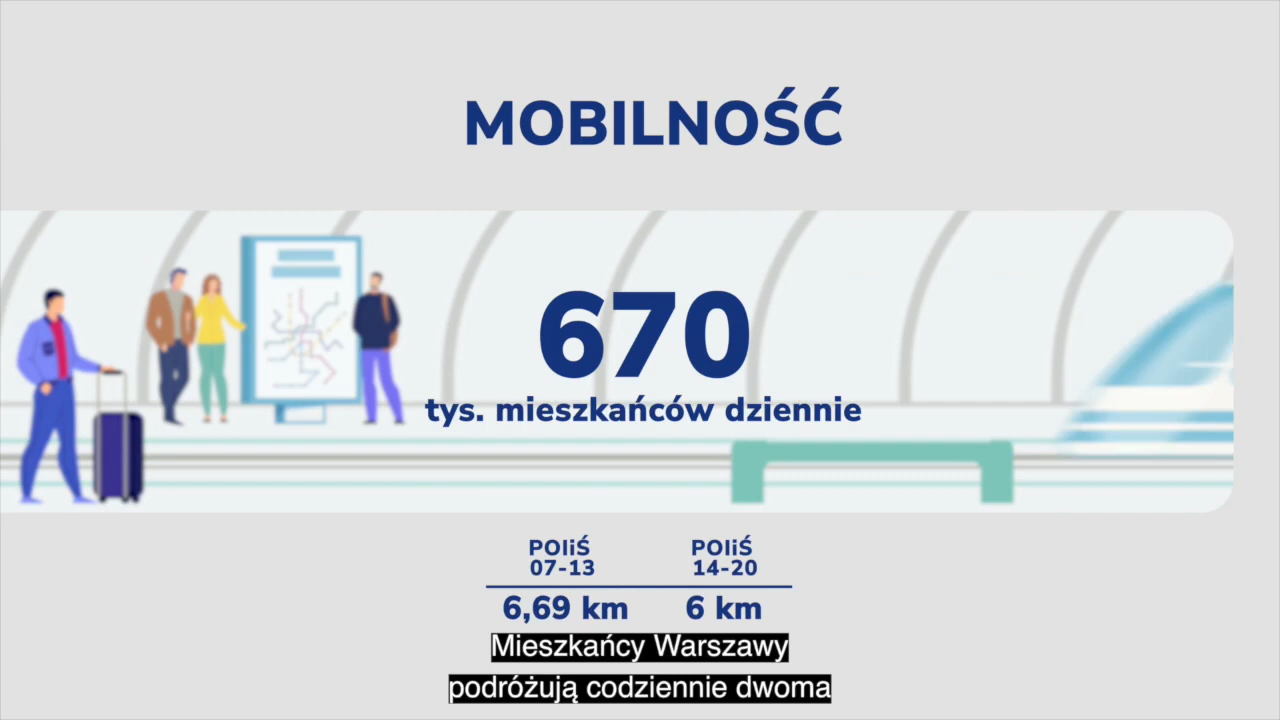 MOBILNOŚĆ
670
tys. mieszkańców dziennie
POIiŚ POIiŚ
07-13 14-20
6,69 km 6 km
Mieszkańcy Warszawy
podróżują codziennie dwoma